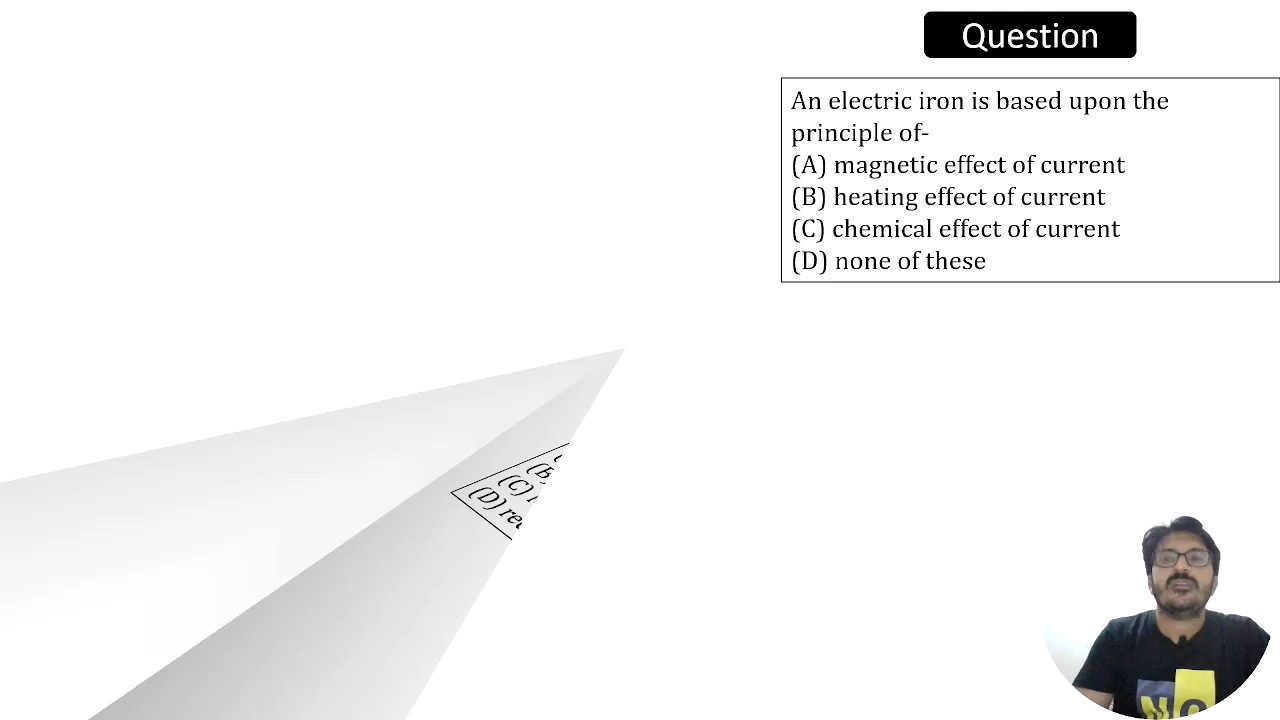 Question
An electric iron is based upon the
principle of-
(A) magnetic effect of current
(B) heating effect of current
(C) chemical effect of current
(D) none of these
(B)
(C)
(D)